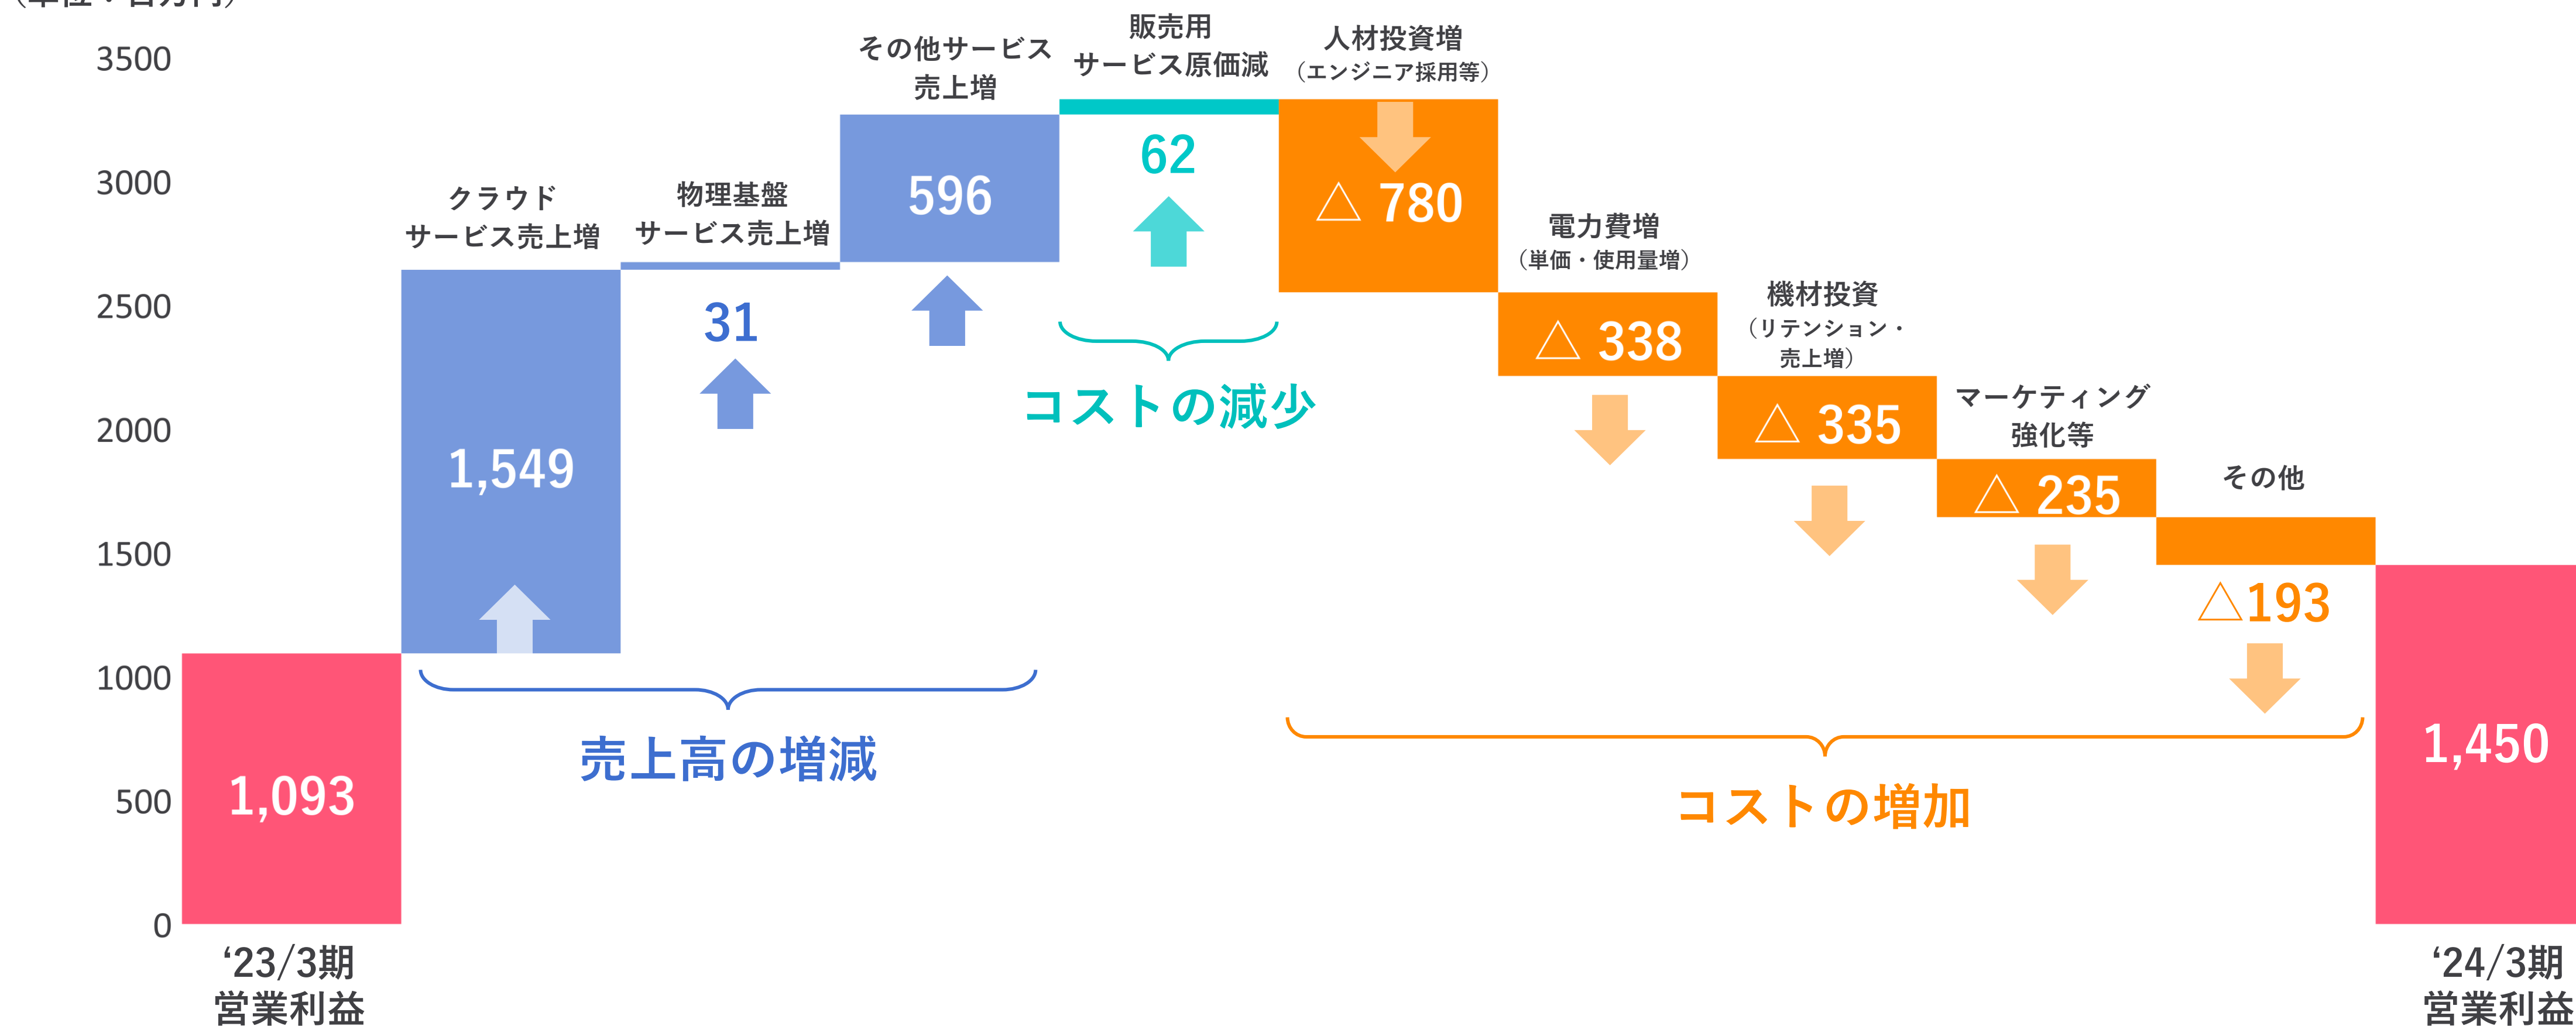 3500
3000
2500
2000
1500
1000
500
0
クラウド
サービス売上増
1,549
物理基盤
サービス売上増
31
その他サービス
売上増
596
販売用
サービス原価減
62
人材投資増
（エンジニア採用等）
△ 780
電力費増
（単価・使用量増）
△ 338
機材投資
（リテンション・
売上増）
△ 335
マーケティング
強化等
△ 235
その他
△193
売上高の増減
コストの減少
コストの増加
1,093
1,450
‘23/3期
営業利益
‘24/3期
営業利益